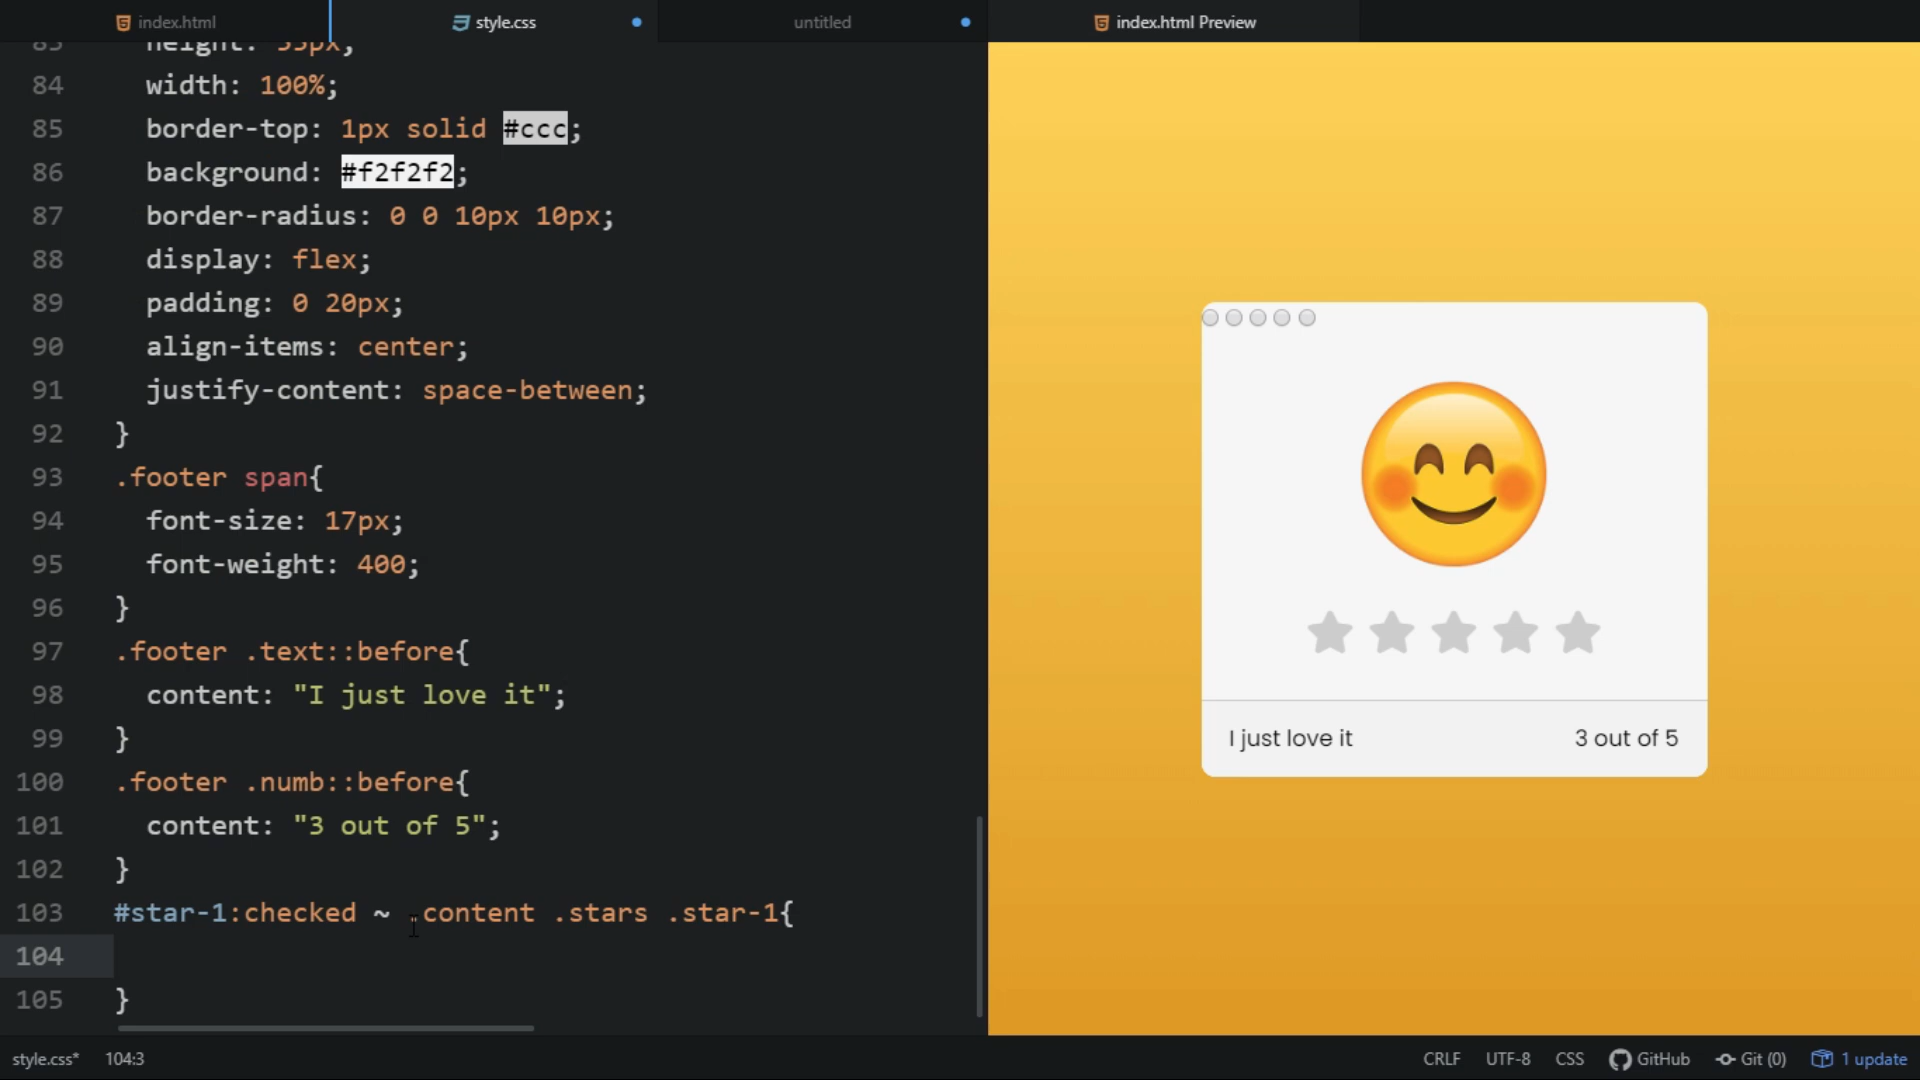 index.html
style.css
untitled
index.html Preview
83 height: 55px;
84 width: 100%;
85 border-top: 1px solid #ccc;
86 background: #f2f2f2;
87 border-radius: 0 0 10px 10px;
88 display: flex;
89 padding: 0 20px;
90 align-items: center;
91 justify-content: space-between;
92 }
93 .footer span{
94 font-size: 17px;
95 font-weight: 400;
96 }
97 .footer .text::before{
98 content: "I just love it";
99 }
100 .footer .numb::before{
101 content: "3 out of 5";
102 }
103 #star-1:checked ~ .content .stars .star-1{
104
105 }
I just love it
3 out of 5
style.css* 104:3
CRLF UTF-8 CSS GitHub Git (0) 1 update